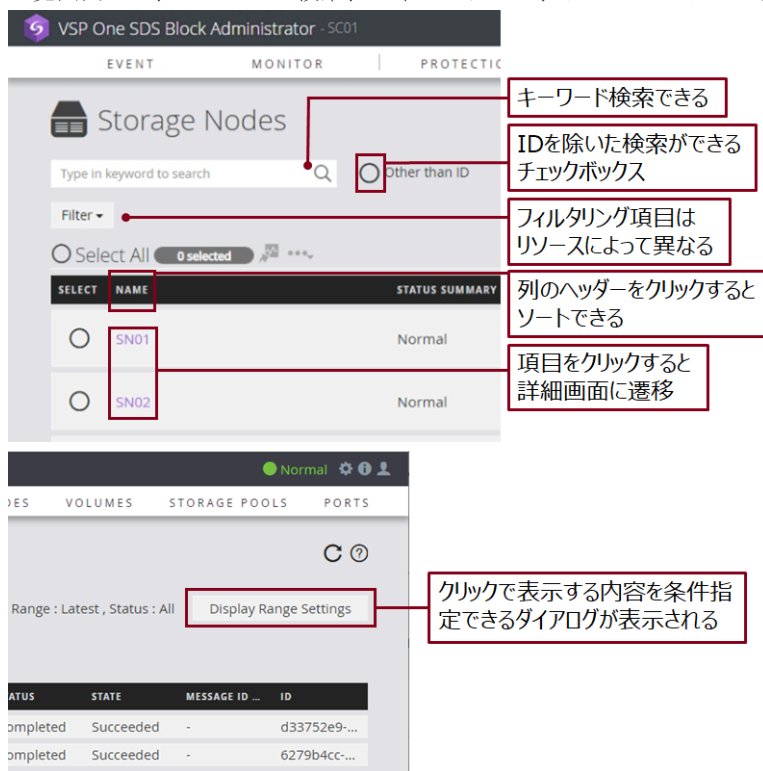 VSP One SDS Block Administrator - SC01
EVENT MONITOR PROTECTIO
Storage Nodes
キーワード検索できる
Type in keyword to search
Other than ID
IDを除いた検索ができる
チェックボックス
Filter
フィルタリング項目は
リソースによって異なる
Select All 0 selected
SELECT NAME STATUS SUMMARY
列のヘッダーをクリックすると
ソートできる
SN01 Normal
項目をクリックすると
詳細画面に遷移
SN02 Normal
Normal
DES VOLUMES STORAGE POOLS PORTS
Range : Latest , Status : All Display Range Settings
クリックで表示する内容を条件指
定できるダイアログが表示される
ATUS STATE MESSAGE ID ... ID
ompleted Succeeded - d33752e9-...
ompleted Succeeded - 6279b4cc-...